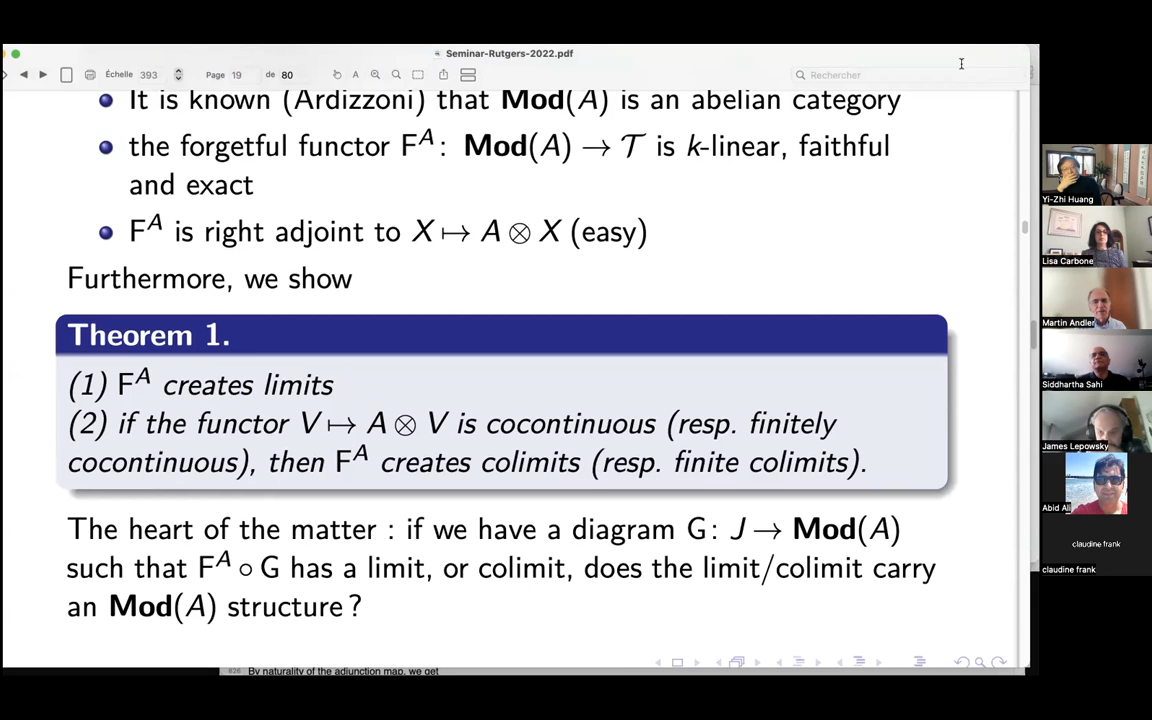 Seminar-Rutgers-2022.pdf
Échelle 393 Page 19 de 80 Rechercher
It is known (Ardizzoni) that Mod(A) is an abelian category
the forgetful functor F^A : Mod(A) → 𝒯 is k-linear, faithful
and exact
F^A is right adjoint to X ↦ A ⊗ X (easy)
Furthermore, we show
Theorem 1.
(1) F^A creates limits
(2) if the functor V ↦ A ⊗ V is cocontinuous (resp. finitely
cocontinuous), then F^A creates colimits (resp. finite colimits).
The heart of the matter : if we have a diagram G : J → Mod(A)
such that F^A ∘ G has a limit, or colimit, does the limit/colimit carry
an Mod(A) structure ?
By naturality of the adjunction map, we get
Yi-Zhi Huang
Lisa Carbone
Martin Andler
Siddhartha Sahi
James Lepowsky
Abid Ali
claudine frank
claudine frank